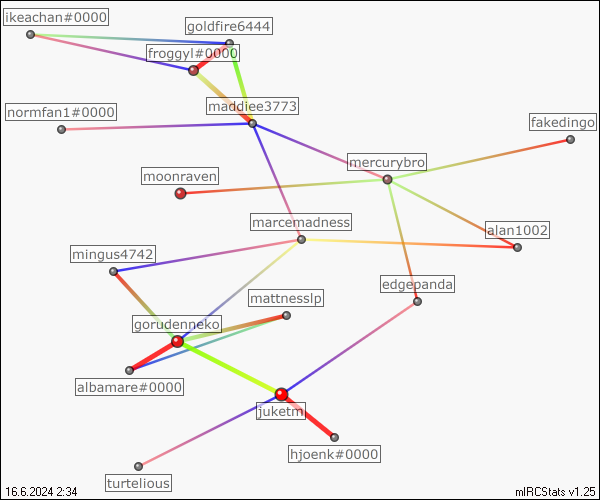 ikeachan#0000
goldfire6444
froggyl#0000
maddiee3773
normfan1#0000
fakedingo
mercurybro
moonraven
marcemadness
alan1002
mingus4742
edgepanda
mattnesslp
gorudenneko
albamare#0000
juketm
hjoenk#0000
turtelious
16.6.2024 2:34
mIRCStats v1.25